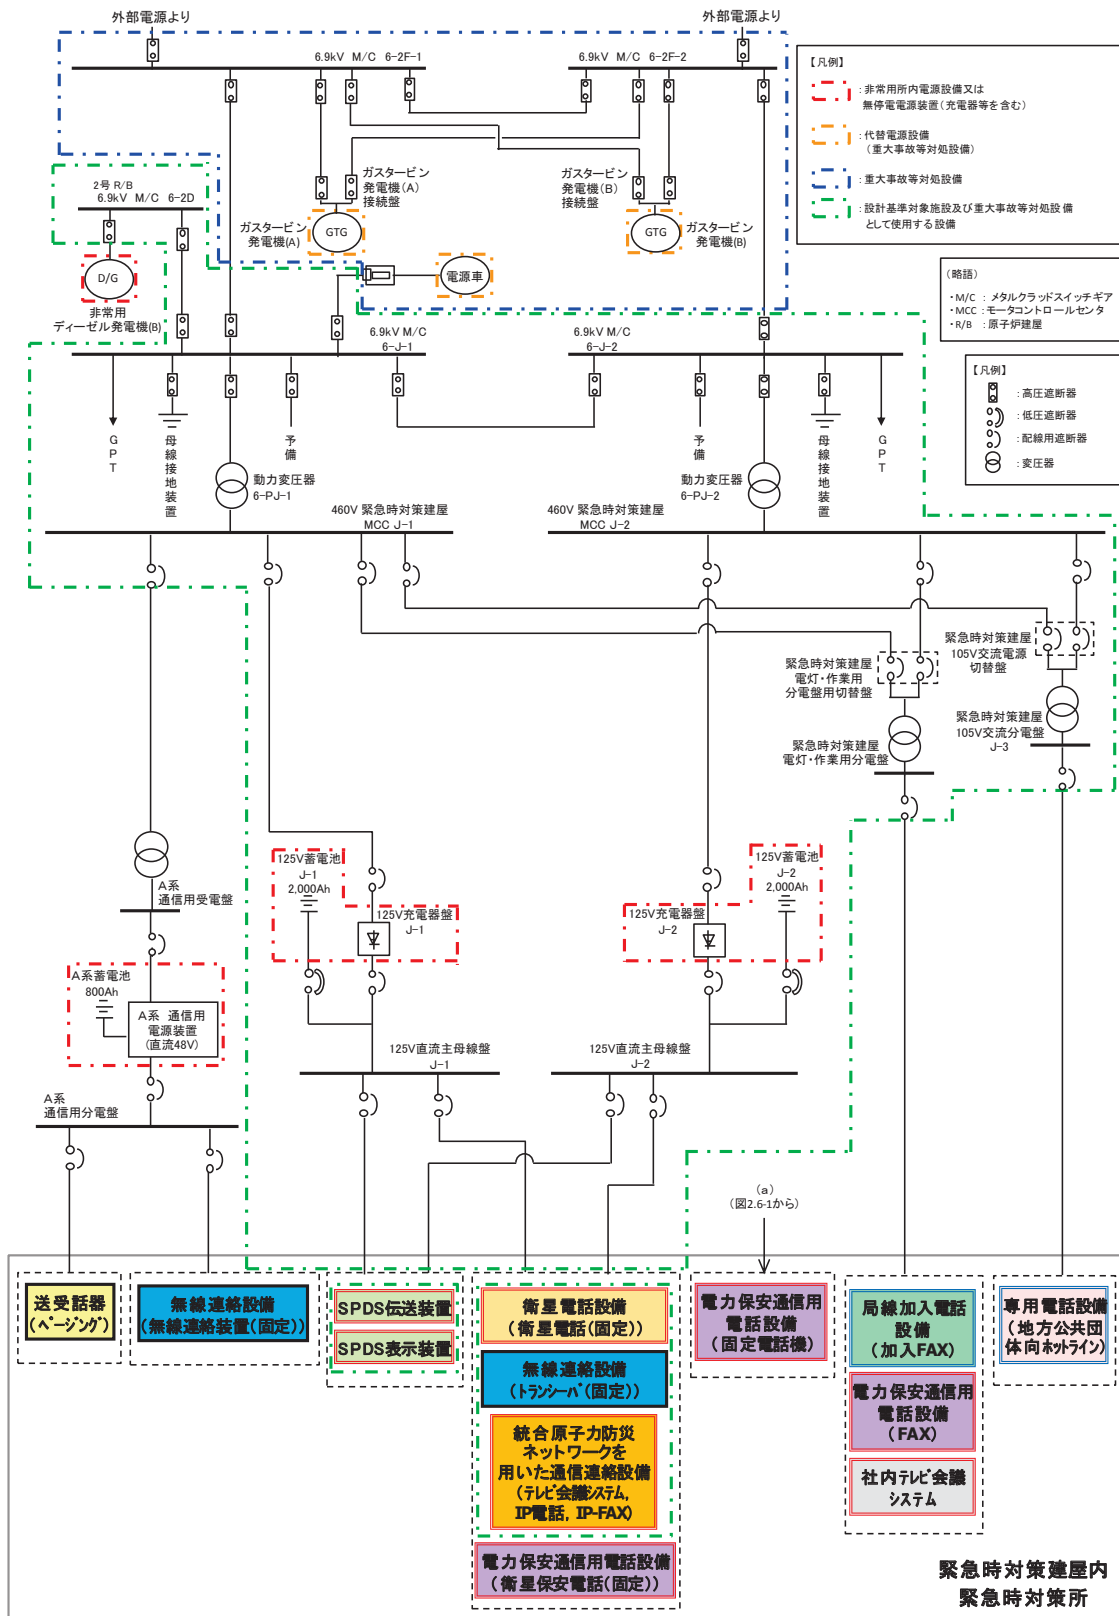 外部電源より
外部電源より
6.9kV M/C 6-2F-1
6.9kV M/C 6-2F-2
【凡例】
：非常用所内電源設備又は
無停電電源装置（充電器等を含む）
：代替電源設備
（重大事故等対処設備）
：重大事故等対処設備
：設計基準対象施設及び重大事故等対処設備
として使用する設備
ガスタービン
発電機(A)
接続盤
ガスタービン
発電機(B)
接続盤
2号 R/B
6.9kV M/C 6-2D
ガスタービン
発電機(A)
GTG
GTG
ガスタービン
発電機(B)
D/G
電源車
非常用
ディーゼル発電機(B)
（略語）
・M/C ： メタルクラッドスイッチギア
・MCC ： モータコントロールセンタ
・R/B ： 原子炉建屋
6.9kV M/C
6-J-1
6.9kV M/C
6-J-2
【凡例】
：高圧遮断器
：低圧遮断器
：配線用遮断器
：変圧器
GPT
母線接地装置
予備
予備
母線接地装置
GPT
動力変圧器
6-PJ-1
動力変圧器
6-PJ-2
460V 緊急時対策建屋
MCC J-1
460V 緊急時対策建屋
MCC J-2
緊急時対策建屋
105V交流電源
切替盤
緊急時対策建屋
電灯・作業用
分電盤用切替盤
緊急時対策建屋
105V交流分電盤
J-3
緊急時対策建屋
電灯・作業用分電盤
A系
通信用受電盤
125V蓄電池
J-1
2,000Ah
125V充電器盤
J-1
125V蓄電池
J-2
2,000Ah
125V充電器盤
J-2
A系蓄電池
800Ah
A系 通信用
電源装置
(直流48V)
125V直流主母線盤
J-1
125V直流主母線盤
J-2
A系
通信用分電盤
(a)
(図2.6-1から)
送受話器
(ページング)
無線連絡設備
(無線連絡装置(固定))
SPDS伝送装置
SPDS表示装置
衛星電話設備
(衛星電話(固定))
無線連絡設備
(トランシーバ(固定))
統合原子力防災
ネットワークを
用いた通信連絡設備
(テレビ会議システム,
IP電話, IP-FAX)
電力保安通信用電話設備
(衛星保安電話(固定))
電力保安通信用
電話設備
(固定電話機)
局線加入電話
設備
(加入FAX)
電力保安通信用
電話設備
(FAX)
社内テレビ会議
システム
専用電話設備
(地方公共団
体向ホットライン)
緊急時対策建屋内
緊急時対策所